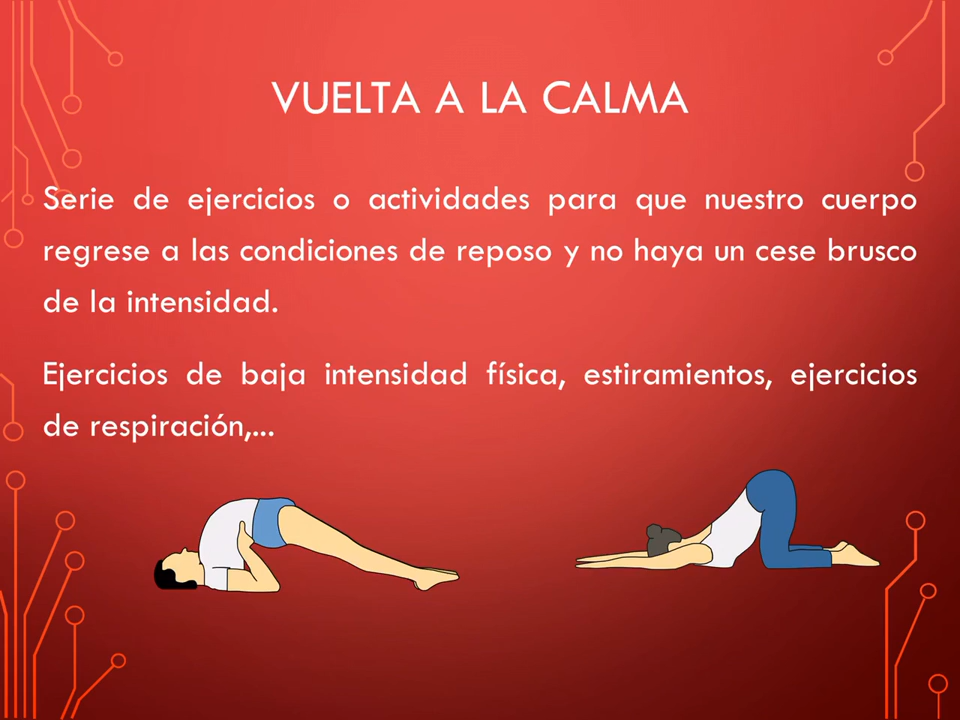 VUELTA A LA CALMA
Serie de ejercicios o actividades para que nuestro cuerpo
regrese a las condiciones de reposo y no haya un cese brusco
de la intensidad.
Ejercicios de baja intensidad física, estiramientos, ejercicios
de respiración,...